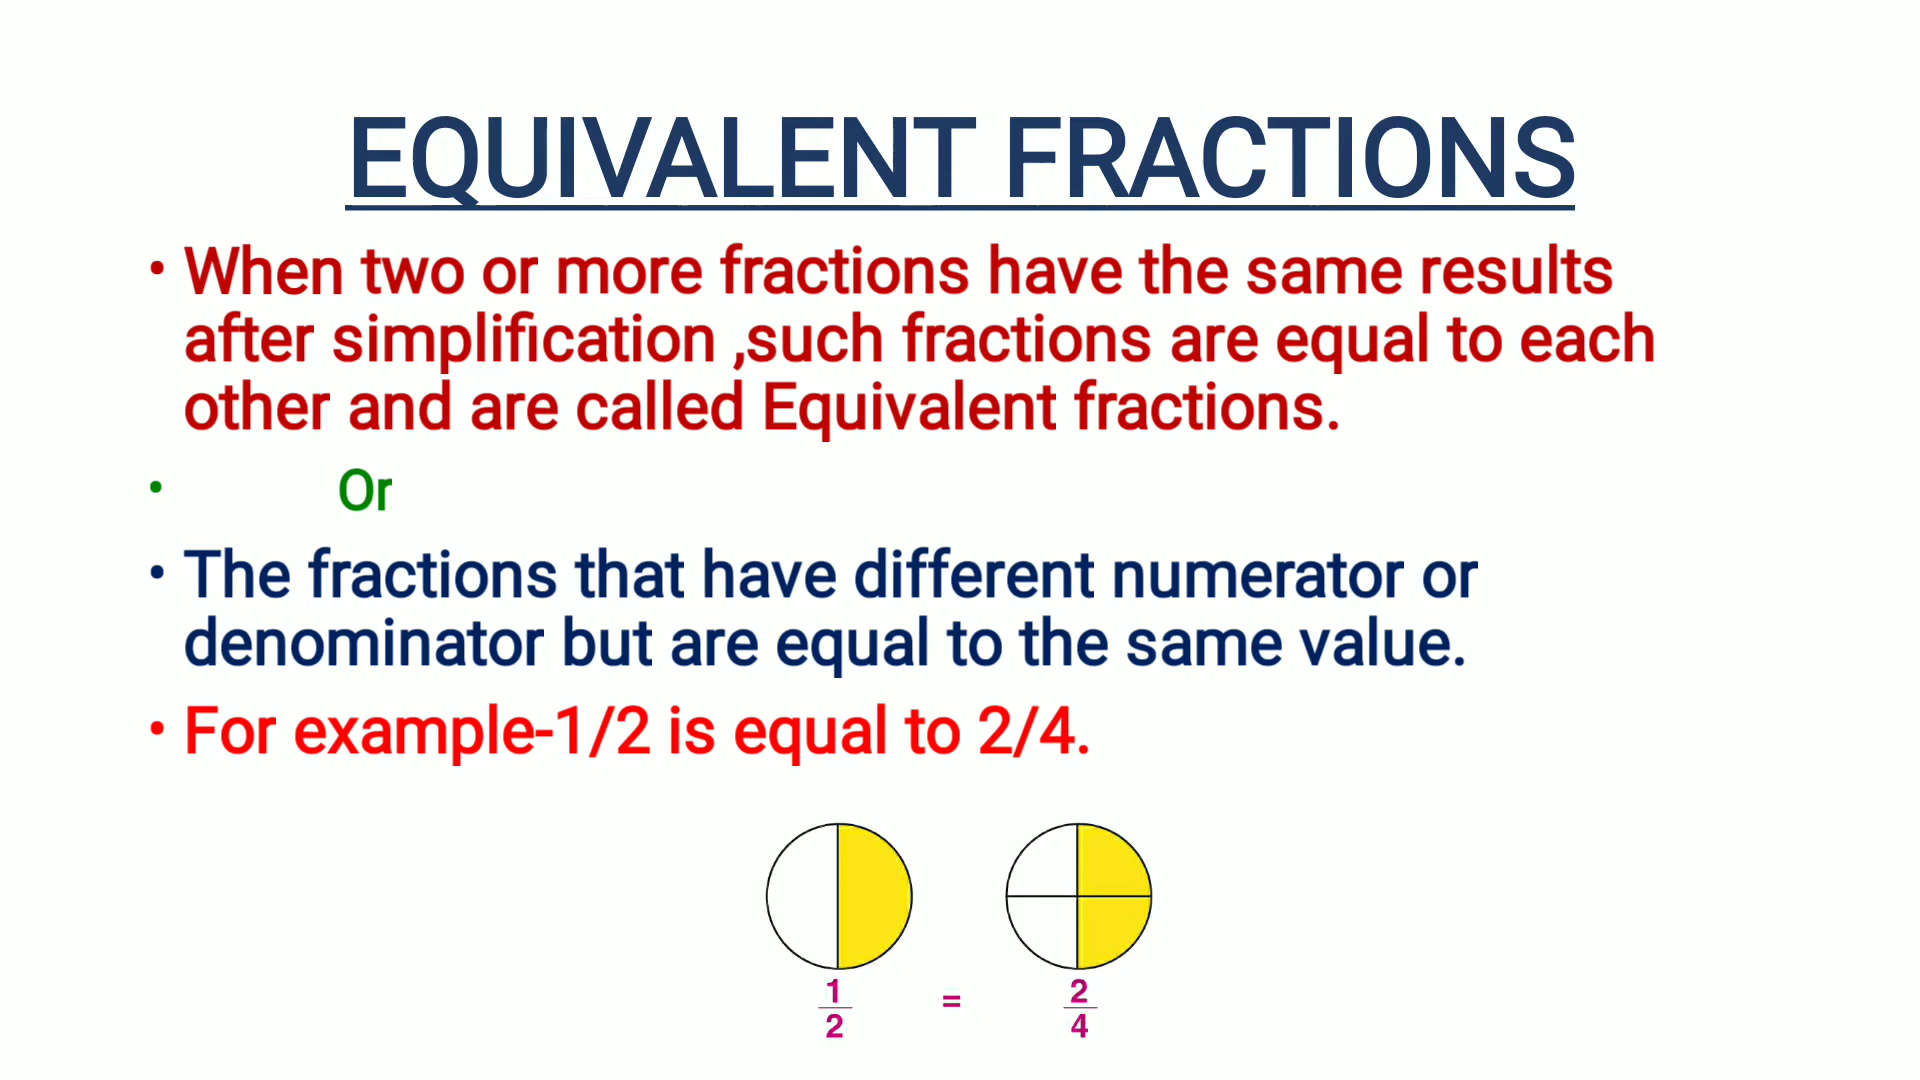 EQUIVALENT FRACTIONS
• When two or more fractions have the same results
after simplification ,such fractions are equal to each
other and are called Equivalent fractions.
• Or
• The fractions that have different numerator or
denominator but are equal to the same value.
• For example-1/2 is equal to 2/4.
1/2 = 2/4